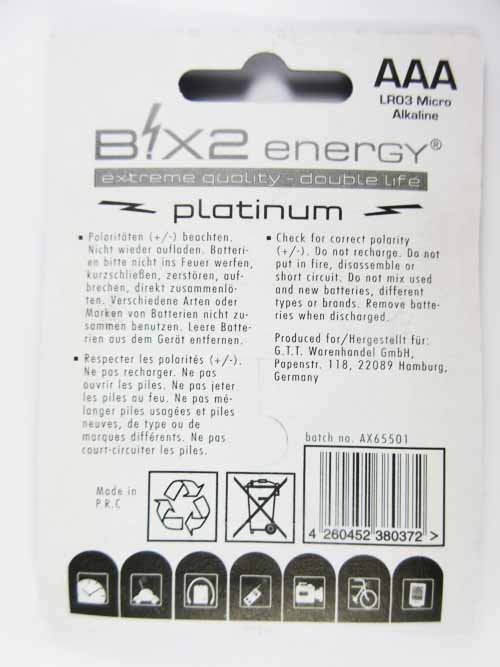 AAA
LR03 Micro
Alkaline
B!X2 energy®
extreme quality - double life
platinum
▪ Polaritäten (+/-) beachten.
Nicht wieder aufladen. Batteri-
en bitte nicht ins Feuer werfen,
kurzschließen, zerstören, auf-
brechen, direkt zusammenlö-
ten. Verschiedene Arten oder
Marken von Batterien nicht zu-
sammen benutzen. Leere Batte-
rien aus dem Gerät entfernen.
▪ Respecter les polarités (+/-).
Ne pas recharger. Ne pas
ouvrir les piles. Ne pas jeter
les piles au feu. Ne pas mé-
langer piles usagées et piles
neuves, de type ou de
marques différents. Ne pas
court-circuiter les piles.
▪ Check for correct polarity
(+/-). Do not recharge. Do not
put in fire, disassemble or
short circuit. Do not mix used
and new batteries, different
types or brands. Remove batte-
ries when discharged.
Produced for/Hergestellt für:
G.T.T. Warenhandel GmbH,
Papenstr. 118, 22089 Hamburg,
Germany
batch no. AX65501
Made in
P.R.C
4 260452 380372 >